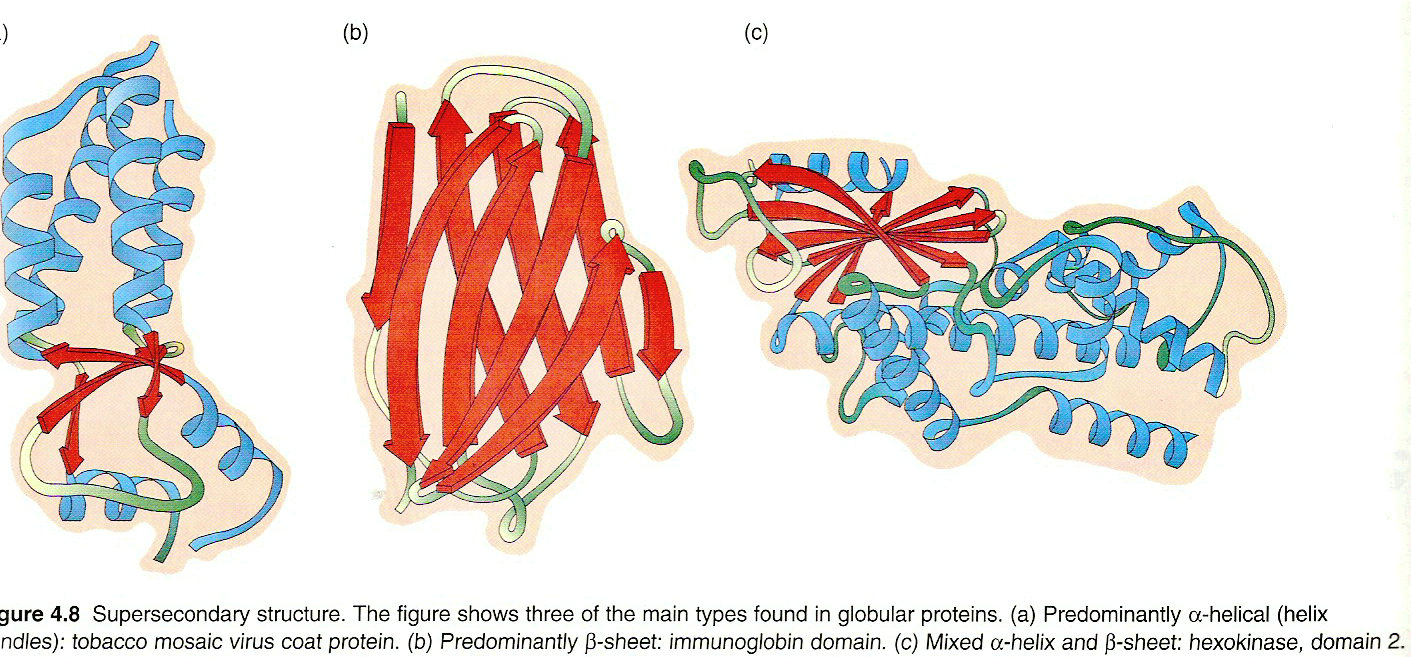 )
(b)
(c)
gure 4.8 Supersecondary structure. The figure shows three of the main types found in globular proteins. (a) Predominantly α-helical (helix
ndles): tobacco mosaic virus coat protein. (b) Predominantly β-sheet: immunoglobin domain. (c) Mixed α-helix and β-sheet: hexokinase, domain 2.